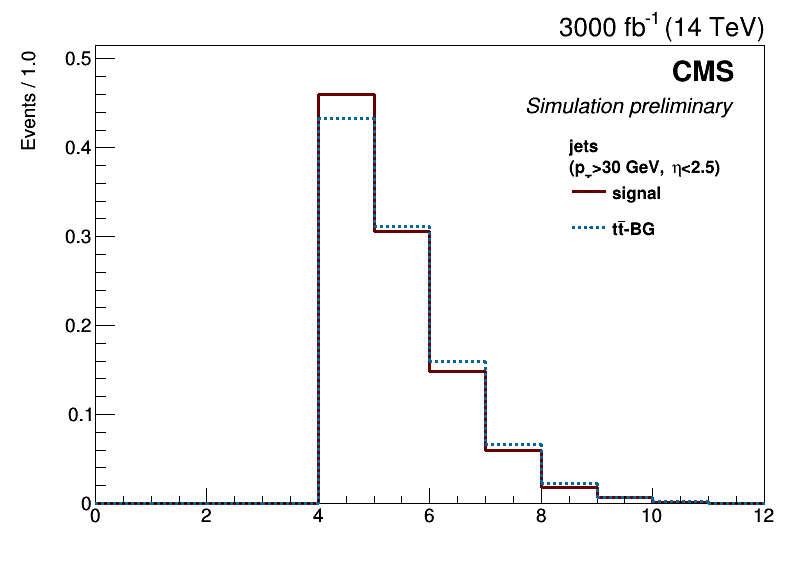 3000 fb⁻¹ (14 TeV)
CMS
Simulation preliminary
Events / 1.0
jets
(p_T>30 GeV, η<2.5)
signal
tt̄-BG
0.5
0.4
0.3
0.2
0.1
0
0 2 4 6 8 10 12